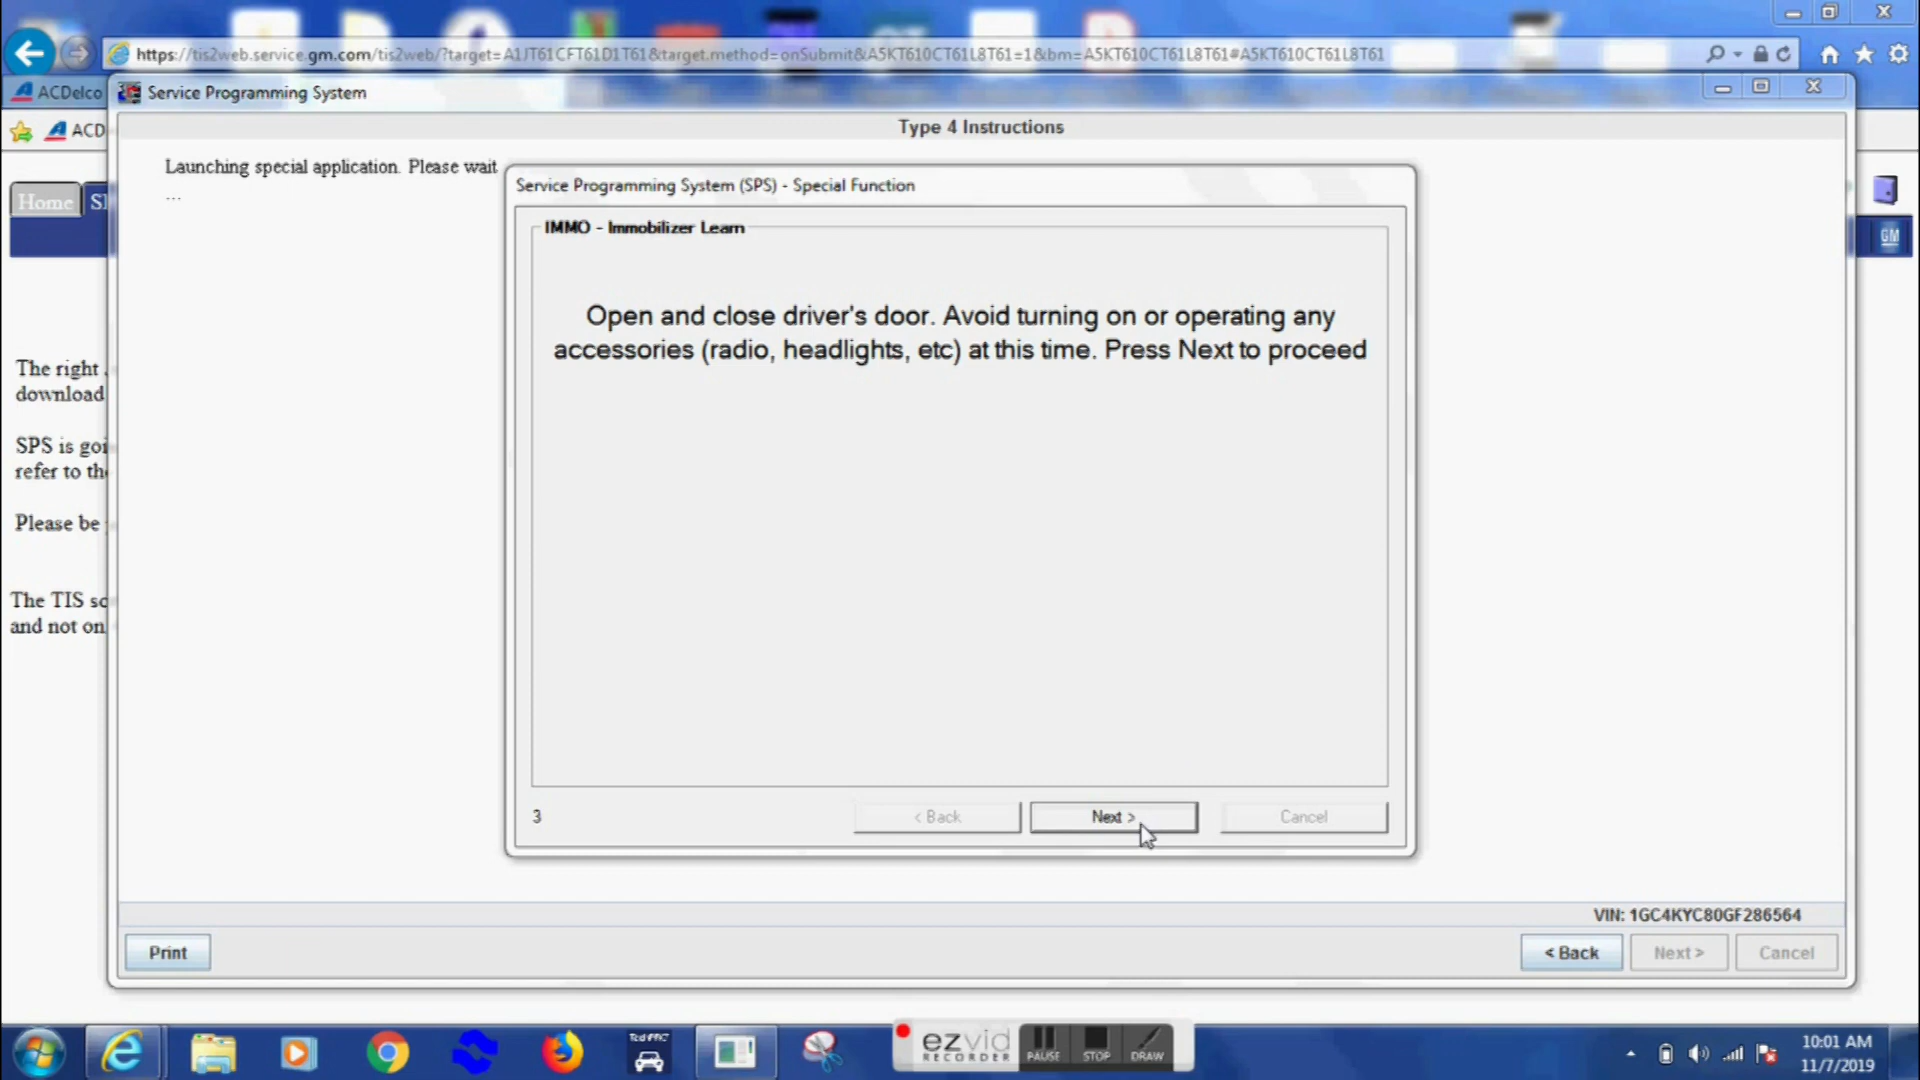 https://tis2web.service.gm.com/tis2web/?target=A1JT61CFT61D1T61&target.method=onSubmit&A5KT610CT61L8T61=1&bm=A5KT610CT61L8T61#A5KT610CT61L8T61
ACDelco
Service Programming System
ACD
Type 4 Instructions
Launching special application. Please wait
...
Service Programming System (SPS) - Special Function
Home
IMMO - Immobilizer Learn
GM
Open and close driver's door. Avoid turning on or operating any
accessories (radio, headlights, etc) at this time. Press Next to proceed
The right
download
SPS is goi
refer to the
Please be
The TIS so
and not on
3
< Back
Next >
Cancel
VIN: 1GC4KYC80GF286564
Print
< Back
Next >
Cancel
ezvid
RECORDER
PAUSE
STOP
DRAW
10:01 AM
11/7/2019